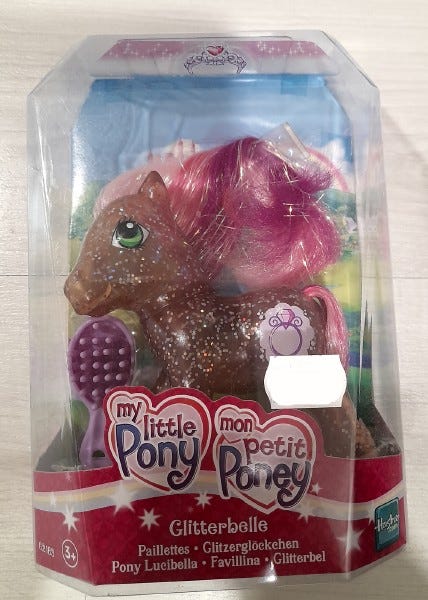 my little Pony
mon petit Poney
Glitterbelle
Paillettes • Glitzerglöckchen
Pony Lucibella • Favillina • Glitterbel
3+
Hasbro